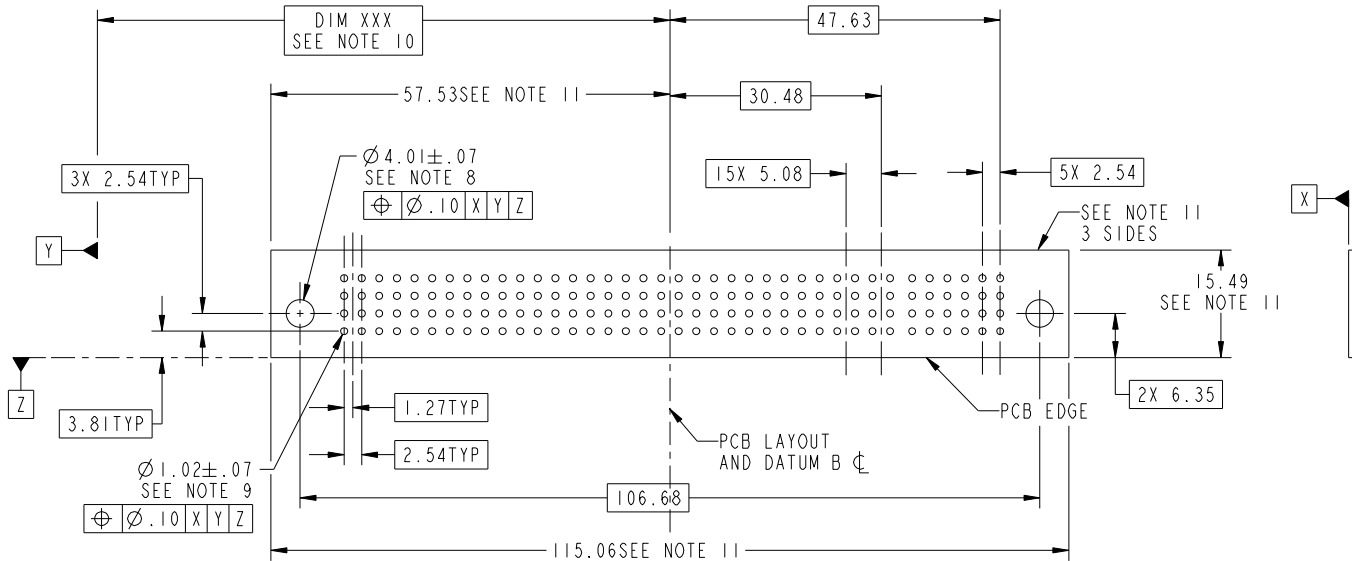 DIM XXX
SEE NOTE 10
47.63
57.53SEE NOTE 11
30.48
3X 2.54TYP
Ø4.01±.07
SEE NOTE 8
⌖ Ø.10 X Y Z
15X 5.08
5X 2.54
X
SEE NOTE 11
3 SIDES
Y
15.49
SEE NOTE 11
Z
3.81TYP
1.27TYP
2X 6.35
PCB EDGE
2.54TYP
PCB LAYOUT
AND DATUM B ℄
Ø1.02±.07
SEE NOTE 9
⌖ Ø.10 X Y Z
106.68
115.06SEE NOTE 11